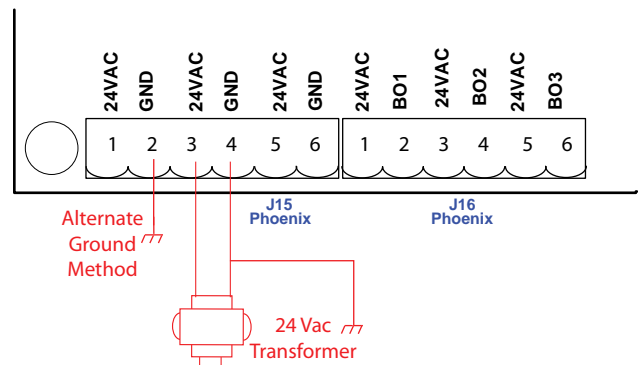 24VAC GND 24VAC GND 24VAC GND 24VAC BO1 24VAC BO2 24VAC BO3
1 2 3 4 5 6 1 2 3 4 5 6
J15
Phoenix
J16
Phoenix
Alternate
Ground
Method
24 Vac
Transformer